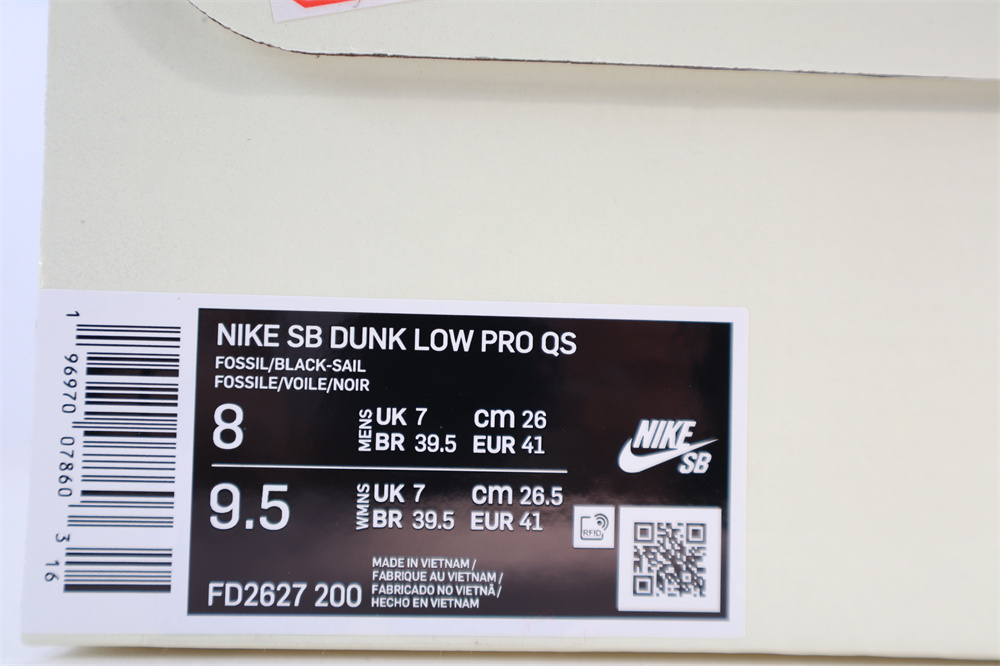 NIKE SB DUNK LOW PRO QS
FOSSIL/BLACK-SAIL
FOSSILE/VOILE/NOIR
8 MENS UK 7 cm 26
BR 39.5 EUR 41
9.5 WMNS UK 7 cm 26.5
BR 39.5 EUR 41
NIKE
SB
RFID
FD2627 200
MADE IN VIETNAM /
FABRIQUE AU VIETNAM /
FABRICADO NO VIETNÃ /
HECHO EN VIETNAM
1 96970 07860 3 16